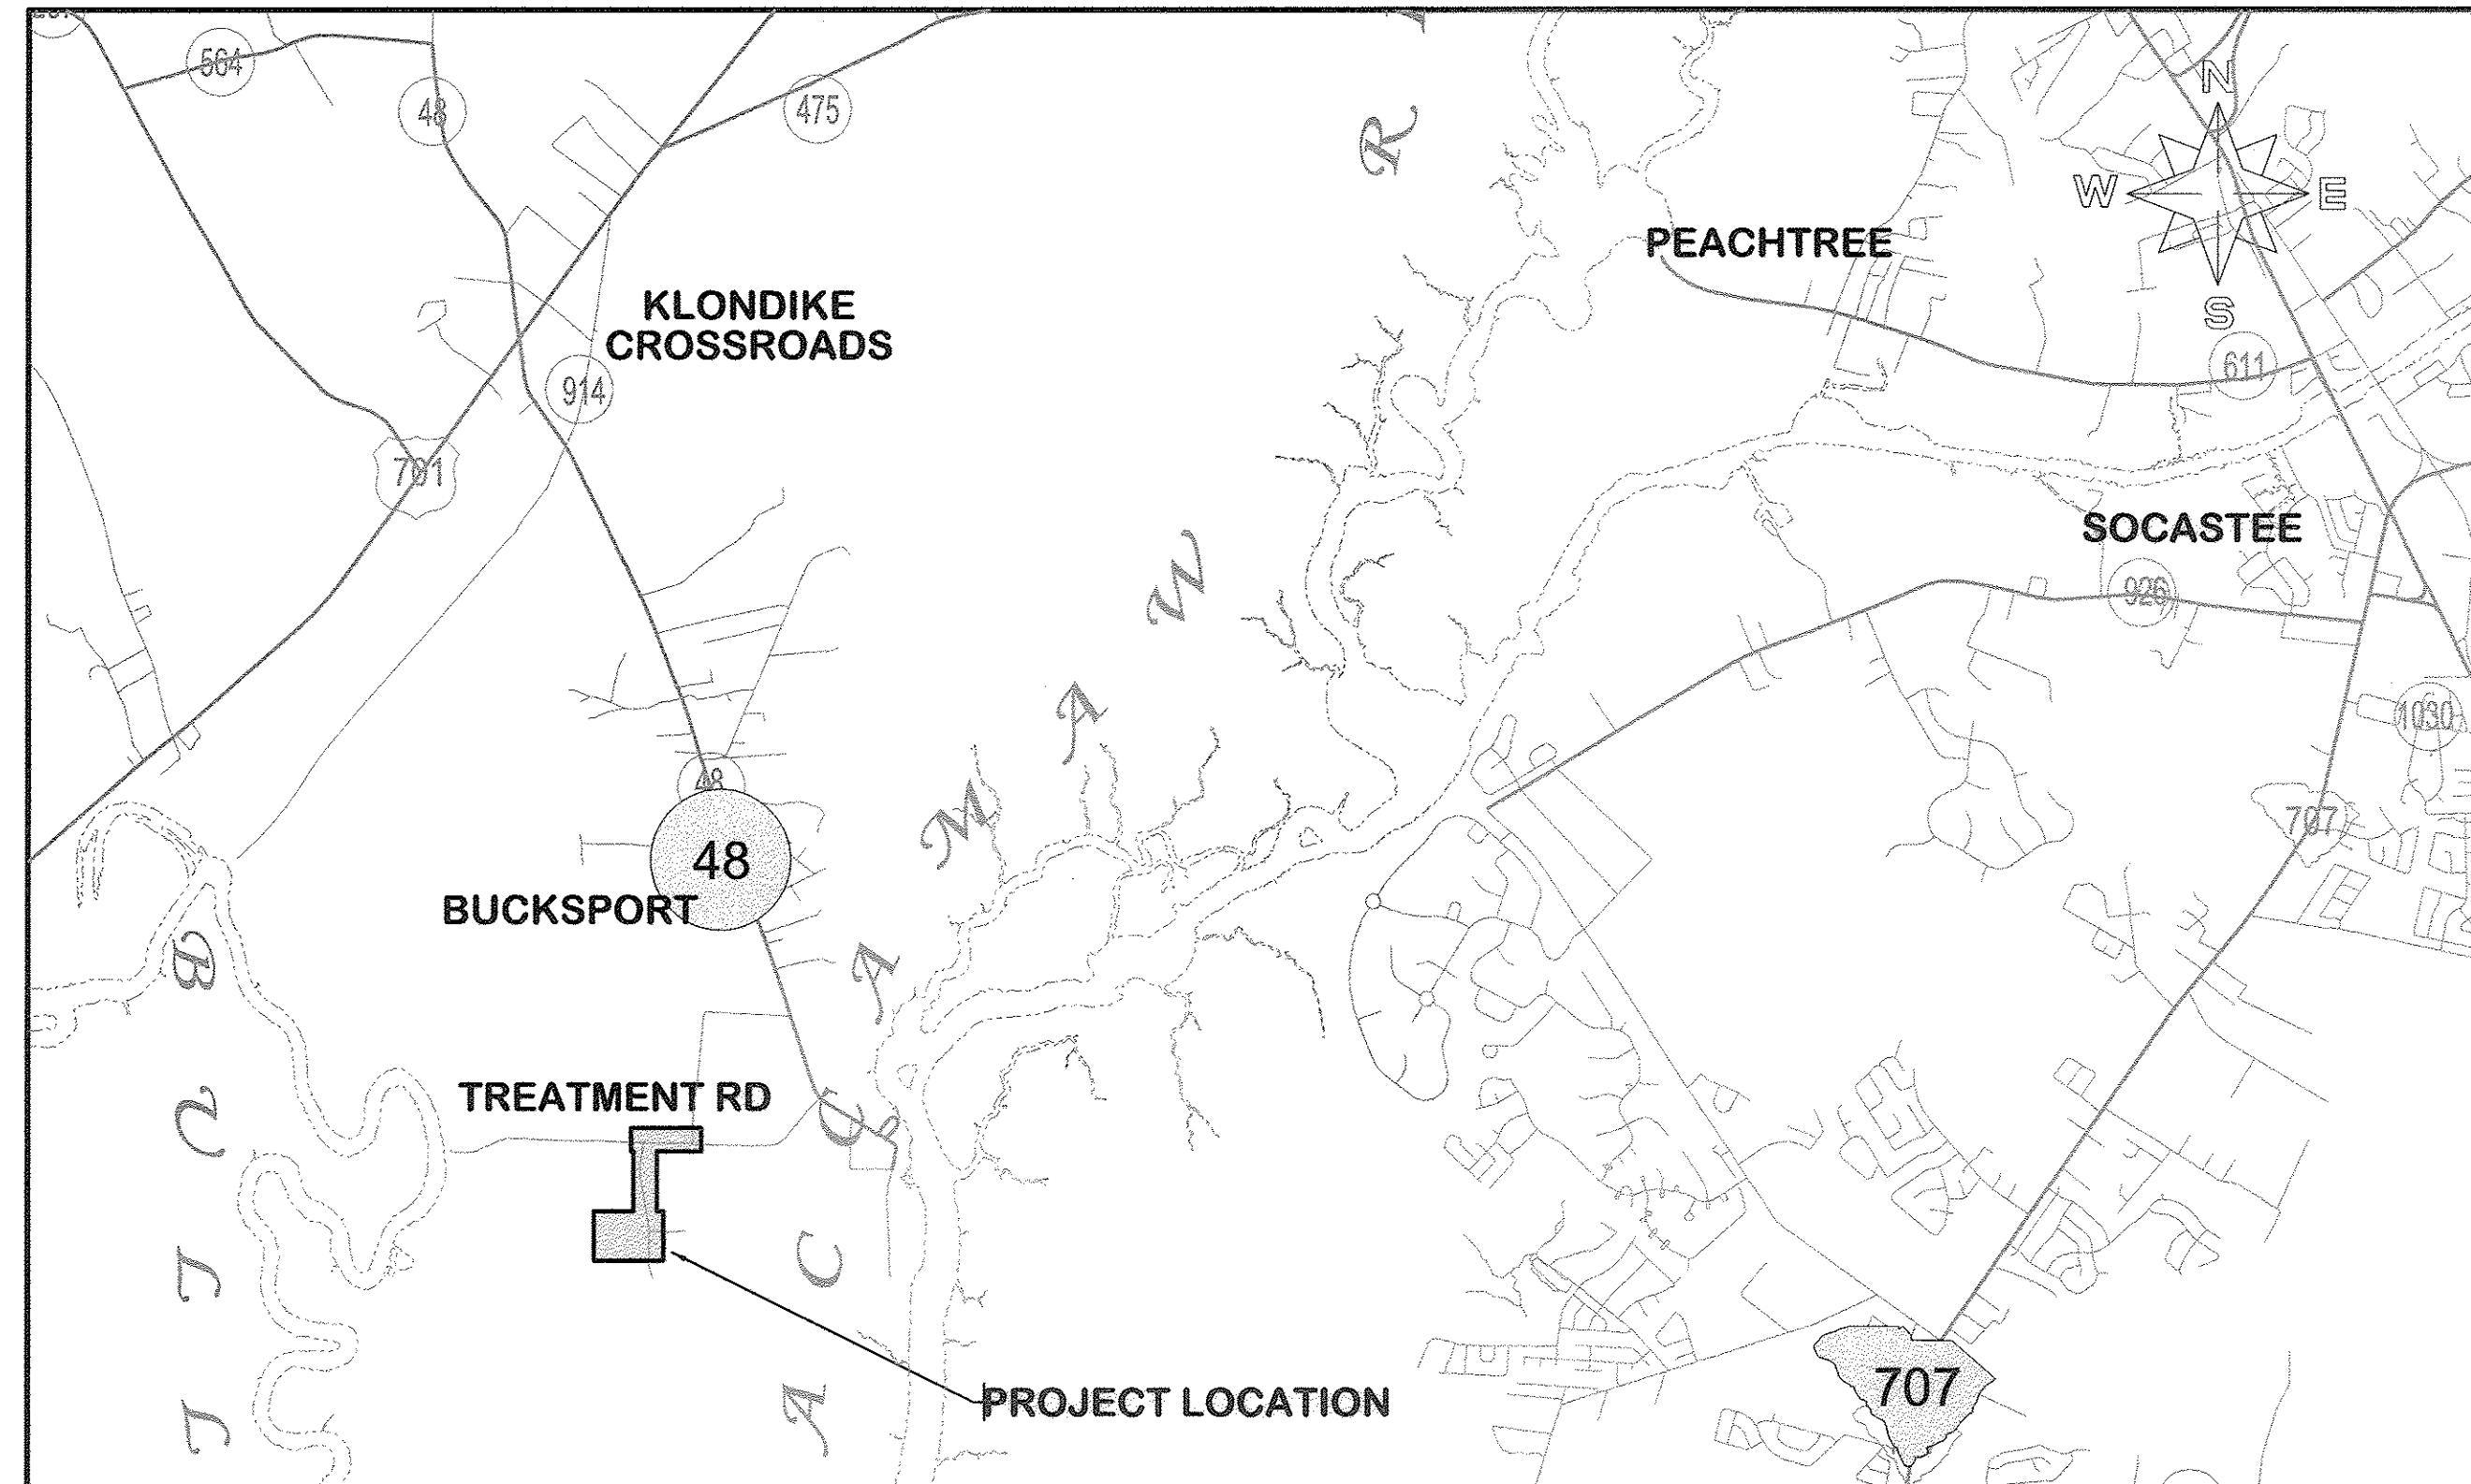 564
48
475
N
W
E
S
R
PEACHTREE
KLONDIKE
CROSSROADS
611
914
701
SOCASTEE
W
926
A
1030
48
M
707
48
BUCKSPORT
B
A
TREATMENT RD
U
C
C
T
A
PROJECT LOCATION
707
T